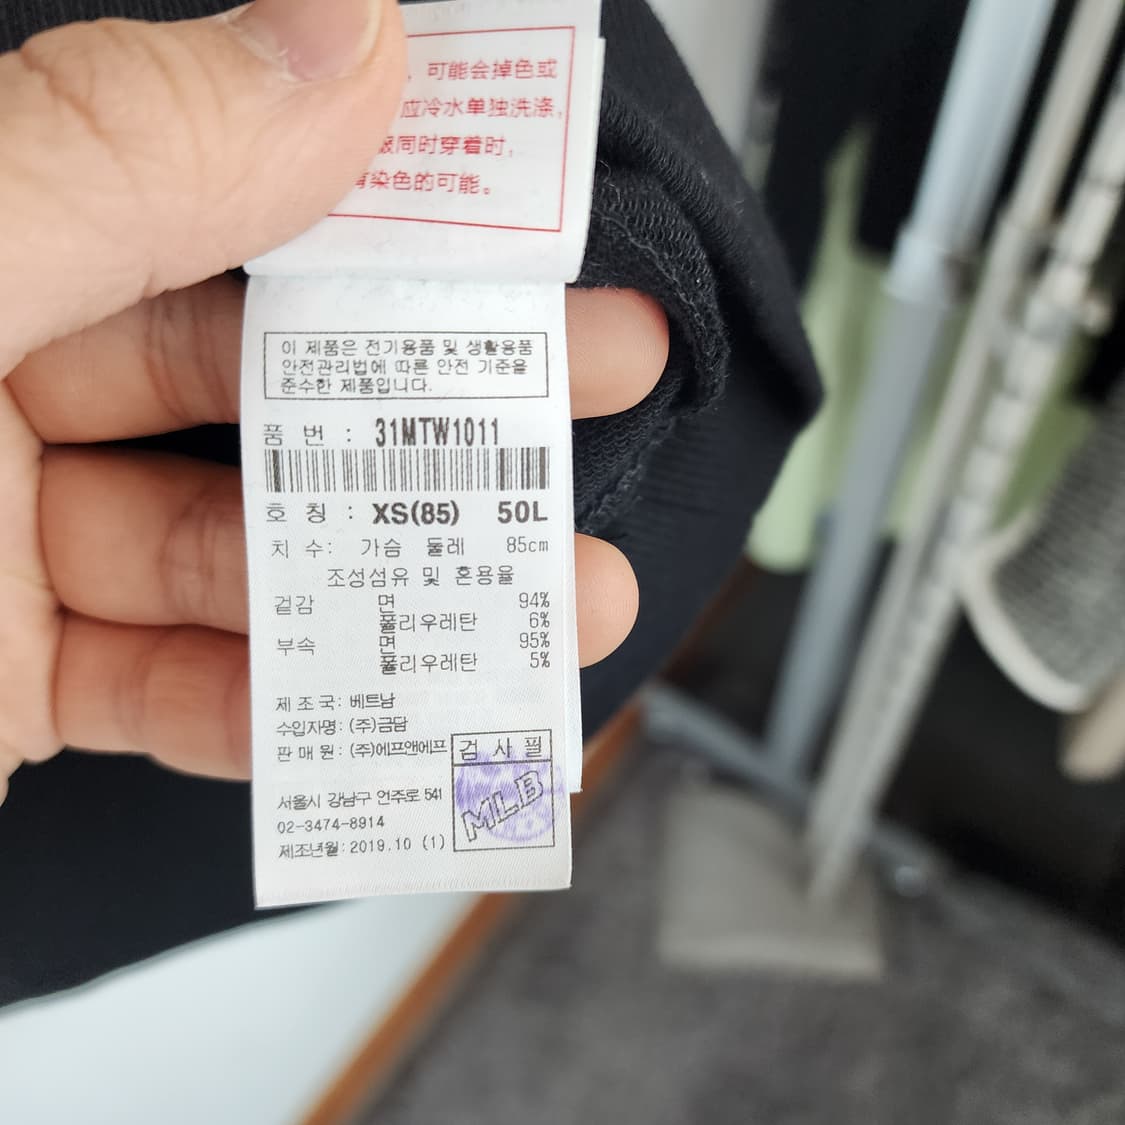 ，可能会掉色或
应冷水单独洗涤，
同时穿着时，
染色的可能。
이 제품은 전기용품 및 생활용품
안전관리법에 따른 안전 기준을
준수한 제품입니다.
품 번 : 31MTW1011
호 칭 : XS(85) 50L
치 수: 가슴 둘레 85cm
조성섬유 및 혼용율
겉감 면 94%
폴리우레탄 6%
부속 면 95%
폴리우레탄 5%
제 조 국: 베트남
수입자명: (주)금담
판 매 원: (주)에프앤에프
검 사 필
MLB
서울시 강남구 언주로 541
02-3474-8914
제조년월: 2019.10 (1)